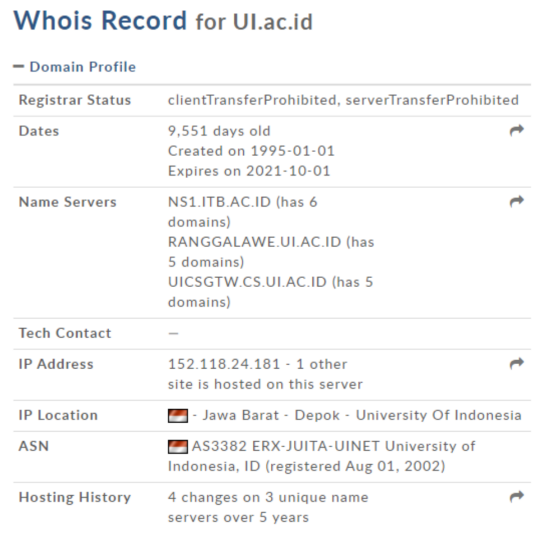 Whois Record for UI.ac.id
Domain Profile
Registrar Status clientTransferProhibited, serverTransferProhibited
Dates 9,551 days old
Created on 1995-01-01
Expires on 2021-10-01
Name Servers NS1.ITB.AC.ID (has 6
domains)
RANGGALAWE.UI.AC.ID (has
5 domains)
UICSGTW.CS.UI.AC.ID (has 5
domains)
Tech Contact —
IP Address 152.118.24.181 - 1 other
site is hosted on this server
IP Location - Jawa Barat - Depok - University Of Indonesia
ASN AS3382 ERX-JUITA-UINET University of
Indonesia, ID (registered Aug 01, 2002)
Hosting History 4 changes on 3 unique name
servers over 5 years